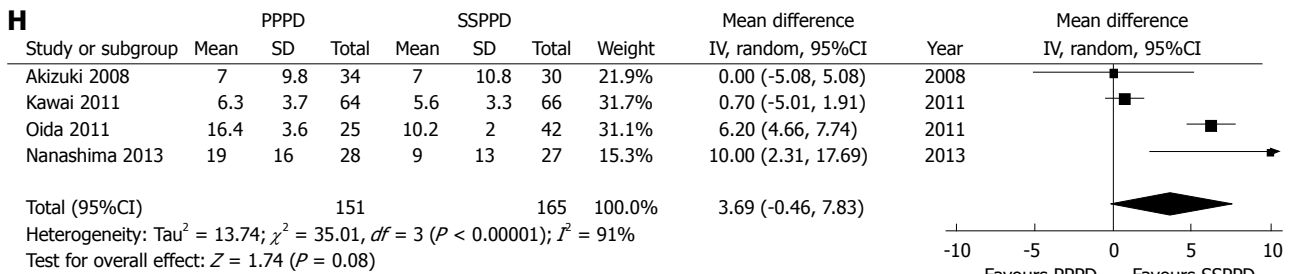 H
PPPD SSPPD Mean difference Mean difference
Study or subgroup Mean SD Total Mean SD Total Weight IV, random, 95%CI Year IV, random, 95%CI
Akizuki 2008 7 9.8 34 7 10.8 30 21.9% 0.00 (-5.08, 5.08) 2008
Kawai 2011 6.3 3.7 64 5.6 3.3 66 31.7% 0.70 (-5.01, 1.91) 2011
Oida 2011 16.4 3.6 25 10.2 2 42 31.1% 6.20 (4.66, 7.74) 2011
Nanashima 2013 19 16 28 9 13 27 15.3% 10.00 (2.31, 17.69) 2013
Total (95%CI) 151 165 100.0% 3.69 (-0.46, 7.83)
Heterogeneity: Tau² = 13.74; χ² = 35.01, df = 3 (P < 0.00001); I² = 91%
Test for overall effect: Z = 1.74 (P = 0.08)
-10 -5 0 5 10
Favours PPPD Favours SSPPD